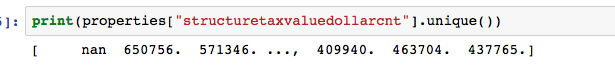 ]: print(properties["structuretaxvaluedollarcnt"].unique())
[ nan 650756. 571346. ..., 409940. 463704. 437765.]